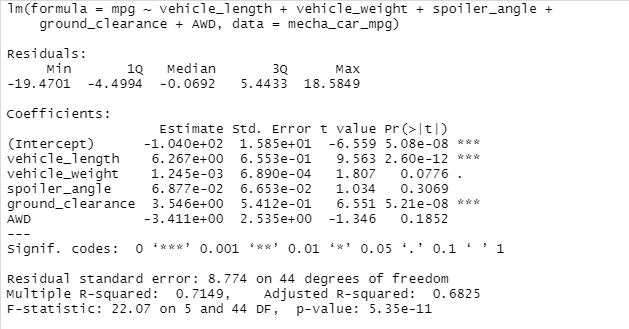 lm(formula = mpg ~ vehicle_length + vehicle_weight + spoiler_angle +
    ground_clearance + AWD, data = mecha_car_mpg)

Residuals:
     Min       1Q   Median       3Q      Max
-19.4701  -4.4994  -0.0692   5.4433  18.5849

Coefficients:
                   Estimate Std. Error t value Pr(>|t|)
(Intercept)      -1.040e+02  1.585e+01  -6.559 5.08e-08 ***
vehicle_length    6.267e+00  6.553e-01   9.563 2.60e-12 ***
vehicle_weight    1.245e-03  6.890e-04   1.807   0.0776 .
spoiler_angle     6.877e-02  6.653e-02   1.034   0.3069
ground_clearance  3.546e+00  5.412e-01   6.551 5.21e-08 ***
AWD              -3.411e+00  2.535e+00  -1.346   0.1852
---
Signif. codes:  0 ‘***’ 0.001 ‘**’ 0.01 ‘*’ 0.05 ‘.’ 0.1 ‘ ’ 1

Residual standard error: 8.774 on 44 degrees of freedom
Multiple R-squared:  0.7149,    Adjusted R-squared:  0.6825
F-statistic: 22.07 on 5 and 44 DF,  p-value: 5.35e-11